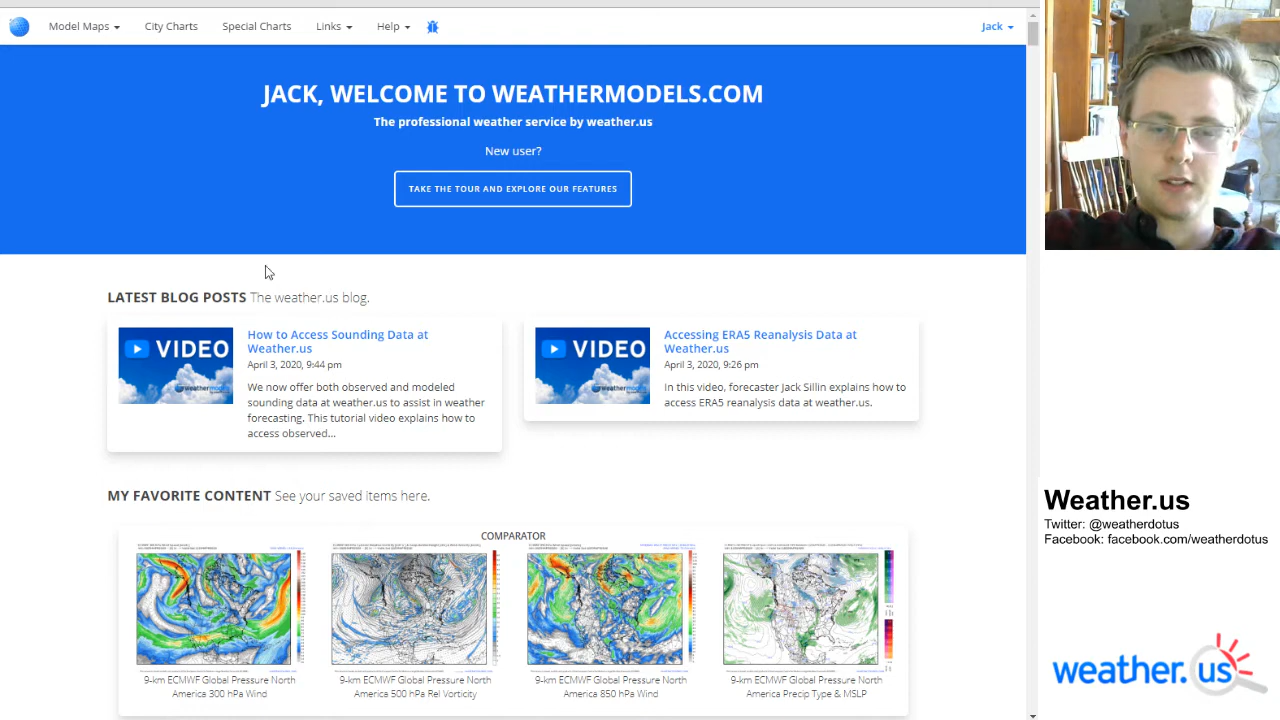 Model Maps
City Charts
Special Charts
Links
Help
Jack
JACK, WELCOME TO WEATHERMODELS.COM
The professional weather service by weather.us
New user?
TAKE THE TOUR AND EXPLORE OUR FEATURES
LATEST BLOG POSTS The weather.us blog.
VIDEO
How to Access Sounding Data at
Weather.us
April 3, 2020, 9:44 pm
We now offer both observed and modeled
sounding data at weather.us to assist in weather
forecasting. This tutorial video explains how to
access observed...
VIDEO
Accessing ERA5 Reanalysis Data at
Weather.us
April 3, 2020, 9:26 pm
In this video, forecaster Jack Sillin explains how to
access ERA5 reanalysis data at weather.us.
MY FAVORITE CONTENT See your saved items here.
COMPARATOR
9-km ECMWF Global Pressure North
America 300 hPa Wind
9-km ECMWF Global Pressure North
America 500 hPa Rel Vorticity
9-km ECMWF Global Pressure North
America 850 hPa Wind
9-km ECMWF Global Pressure North
America Precip Type & MSLP
Weather.us
Twitter: @weatherdotus
Facebook: facebook.com/weatherdotus
weather.us